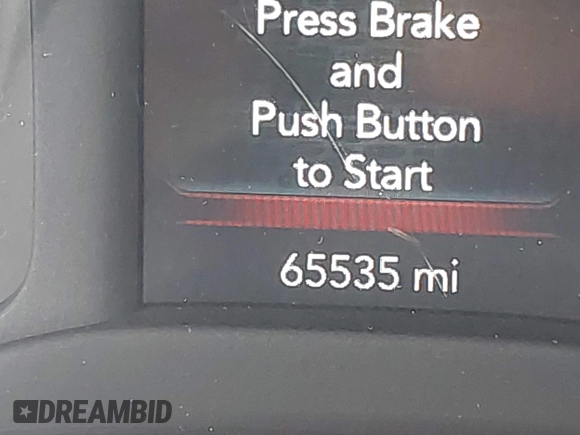 Press Brake
and
Push Button
to Start
65535 mi
DREAMBID